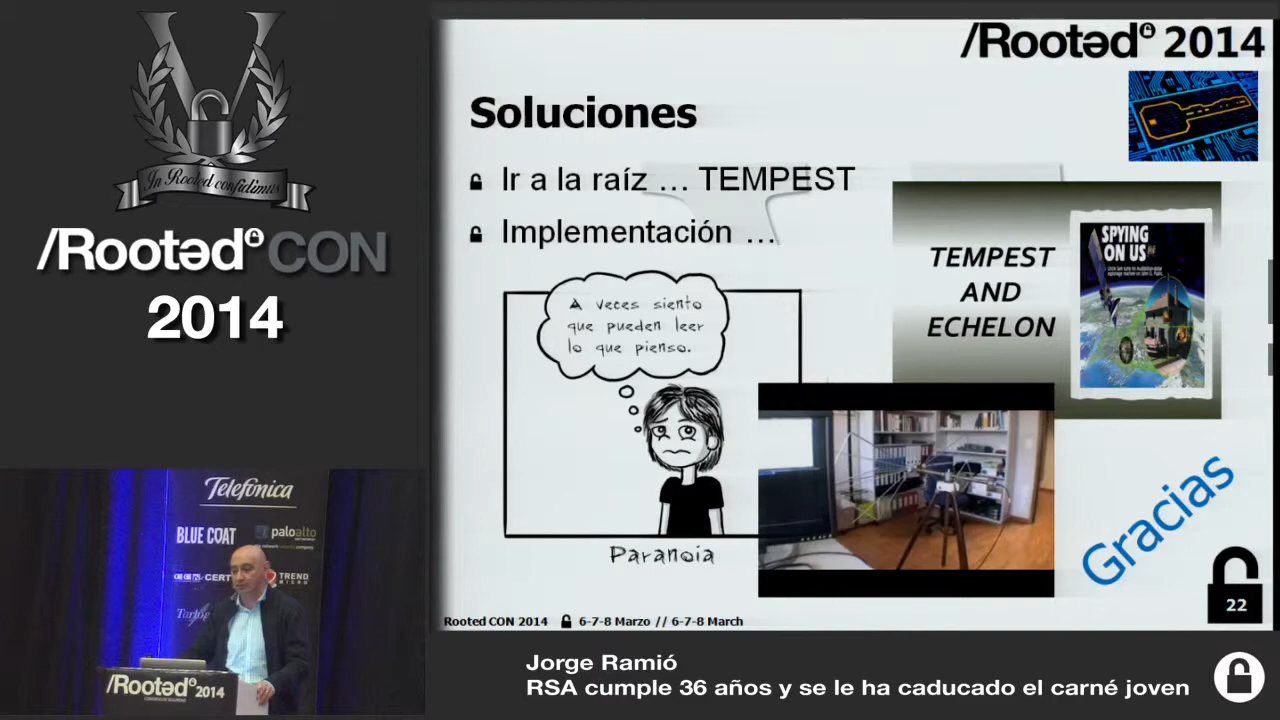 In Rooted confidimus
/Rootəd CON
2014
/Rootəd 2014
Soluciones
Ir a la raíz … TEMPEST
Implementación …
A veces siento
que pueden leer
lo que pienso.
Paranoia
TEMPEST
AND
ECHELON
SPYING
ON US
Gracias
22
Rooted CON 2014 6-7-8 Marzo // 6-7-8 March
Telefónica
BLUE COAT
paloalto
CERT
TREND
MICRO
/Rootəd 2014
Jorge Ramió
RSA cumple 36 años y se le ha caducado el carné joven